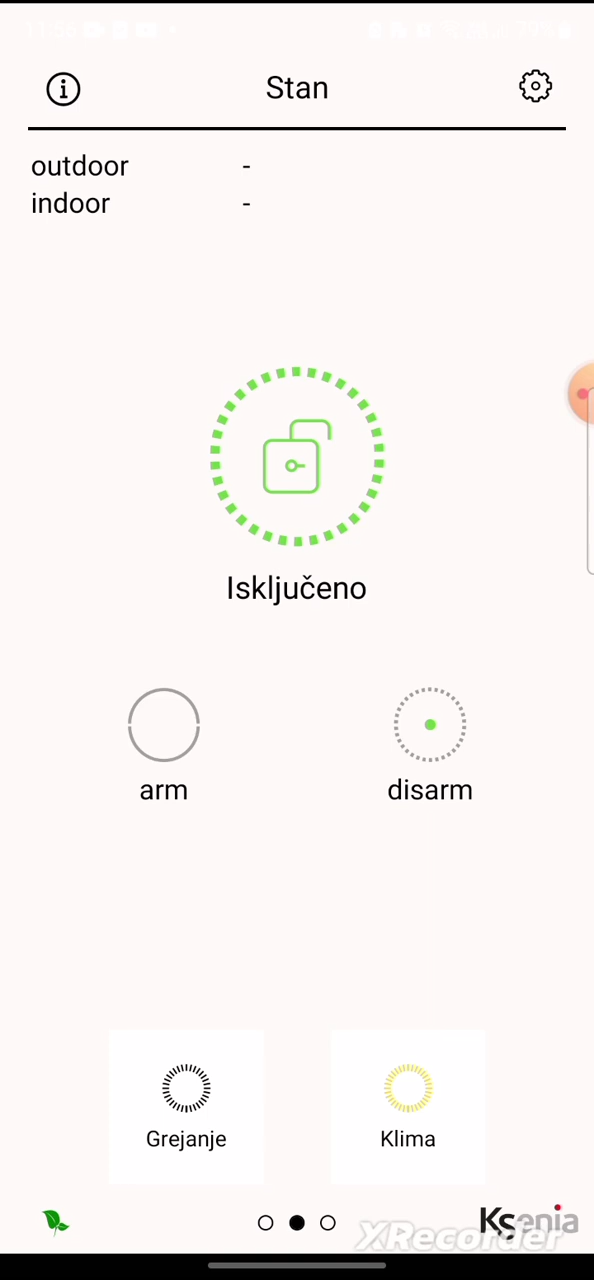 Stan
outdoor -
indoor -
Isključeno
arm
disarm
Grejanje
Klima
Ksenia
XRecorder